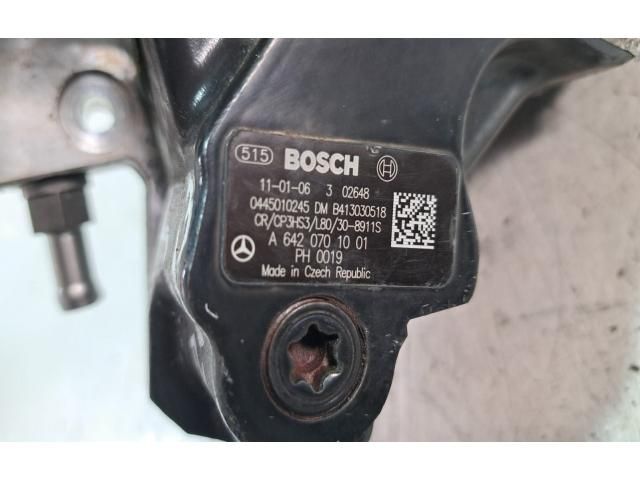 515 BOSCH
11-01-06 3 02648
0445010245 DM B413030518
CR/CP3HS3/L80/30-8911S
A 642 070 10 01
PH 0019
Made in Czech Republic